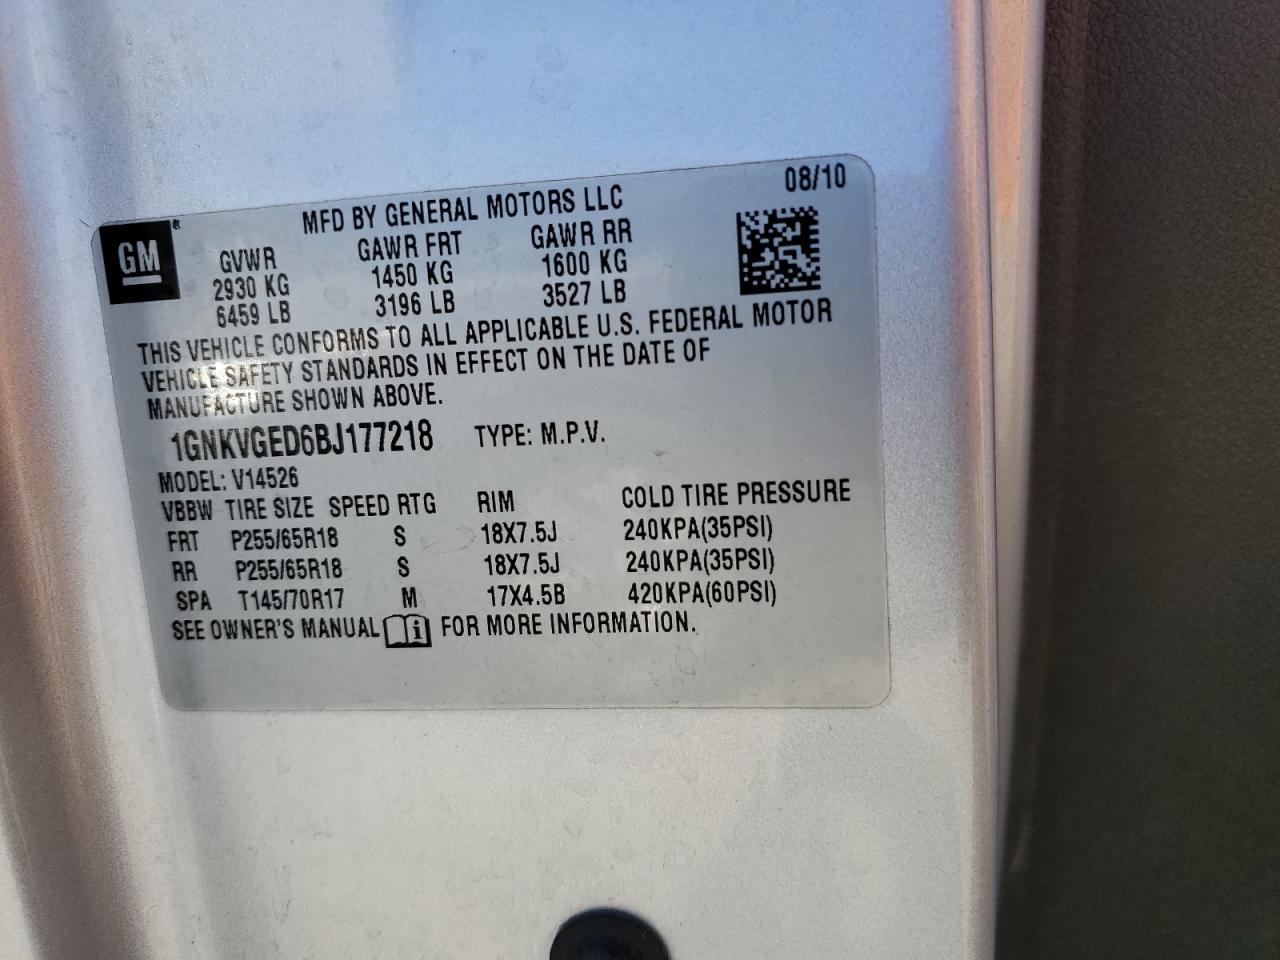 08/10
MFD BY GENERAL MOTORS LLC
GM®
GVWR GAWR FRT GAWR RR
2930 KG 1450 KG 1600 KG
6459 LB 3196 LB 3527 LB
THIS VEHICLE CONFORMS TO ALL APPLICABLE U.S. FEDERAL MOTOR
VEHICLE SAFETY STANDARDS IN EFFECT ON THE DATE OF
MANUFACTURE SHOWN ABOVE.
1GNKVGED6BJ177218 TYPE: M.P.V.
MODEL: V14526
VBBW TIRE SIZE SPEED RTG RIM COLD TIRE PRESSURE
FRT P255/65R18 S 18X7.5J 240KPA(35PSI)
RR P255/65R18 S 18X7.5J 240KPA(35PSI)
SPA T145/70R17 M 17X4.5B 420KPA(60PSI)
SEE OWNER'S MANUAL i FOR MORE INFORMATION.